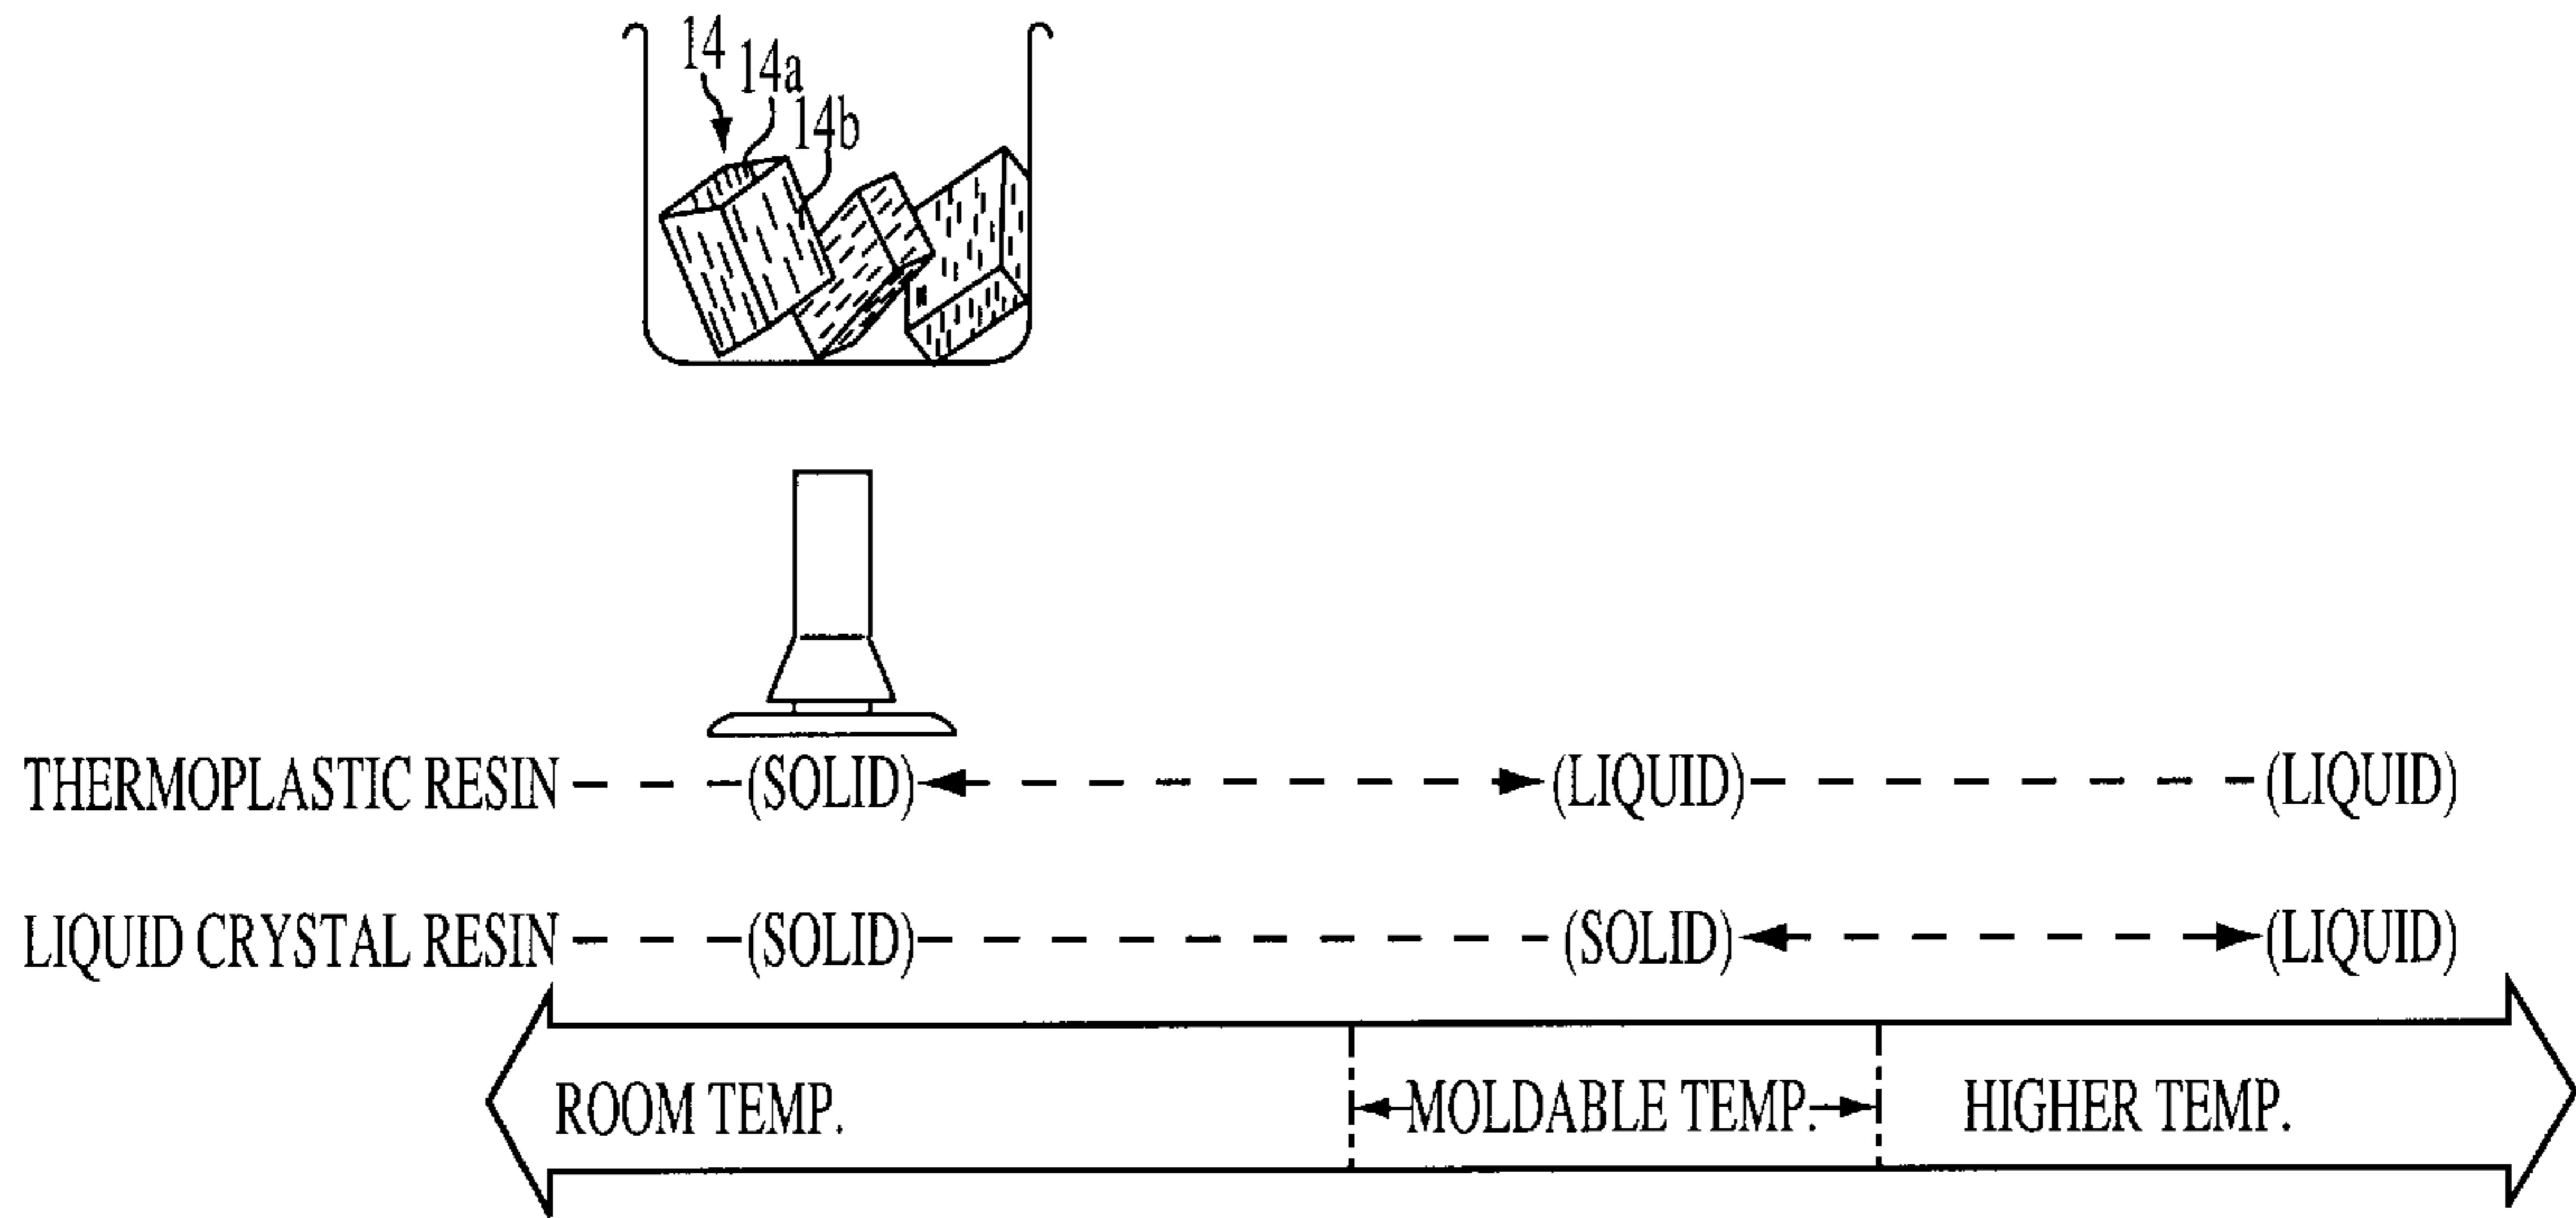 14
14a
14b
THERMOPLASTIC RESIN (SOLID) (LIQUID) (LIQUID)
LIQUID CRYSTAL RESIN (SOLID) (SOLID) (LIQUID)
ROOM TEMP. MOLDABLE TEMP. HIGHER TEMP.